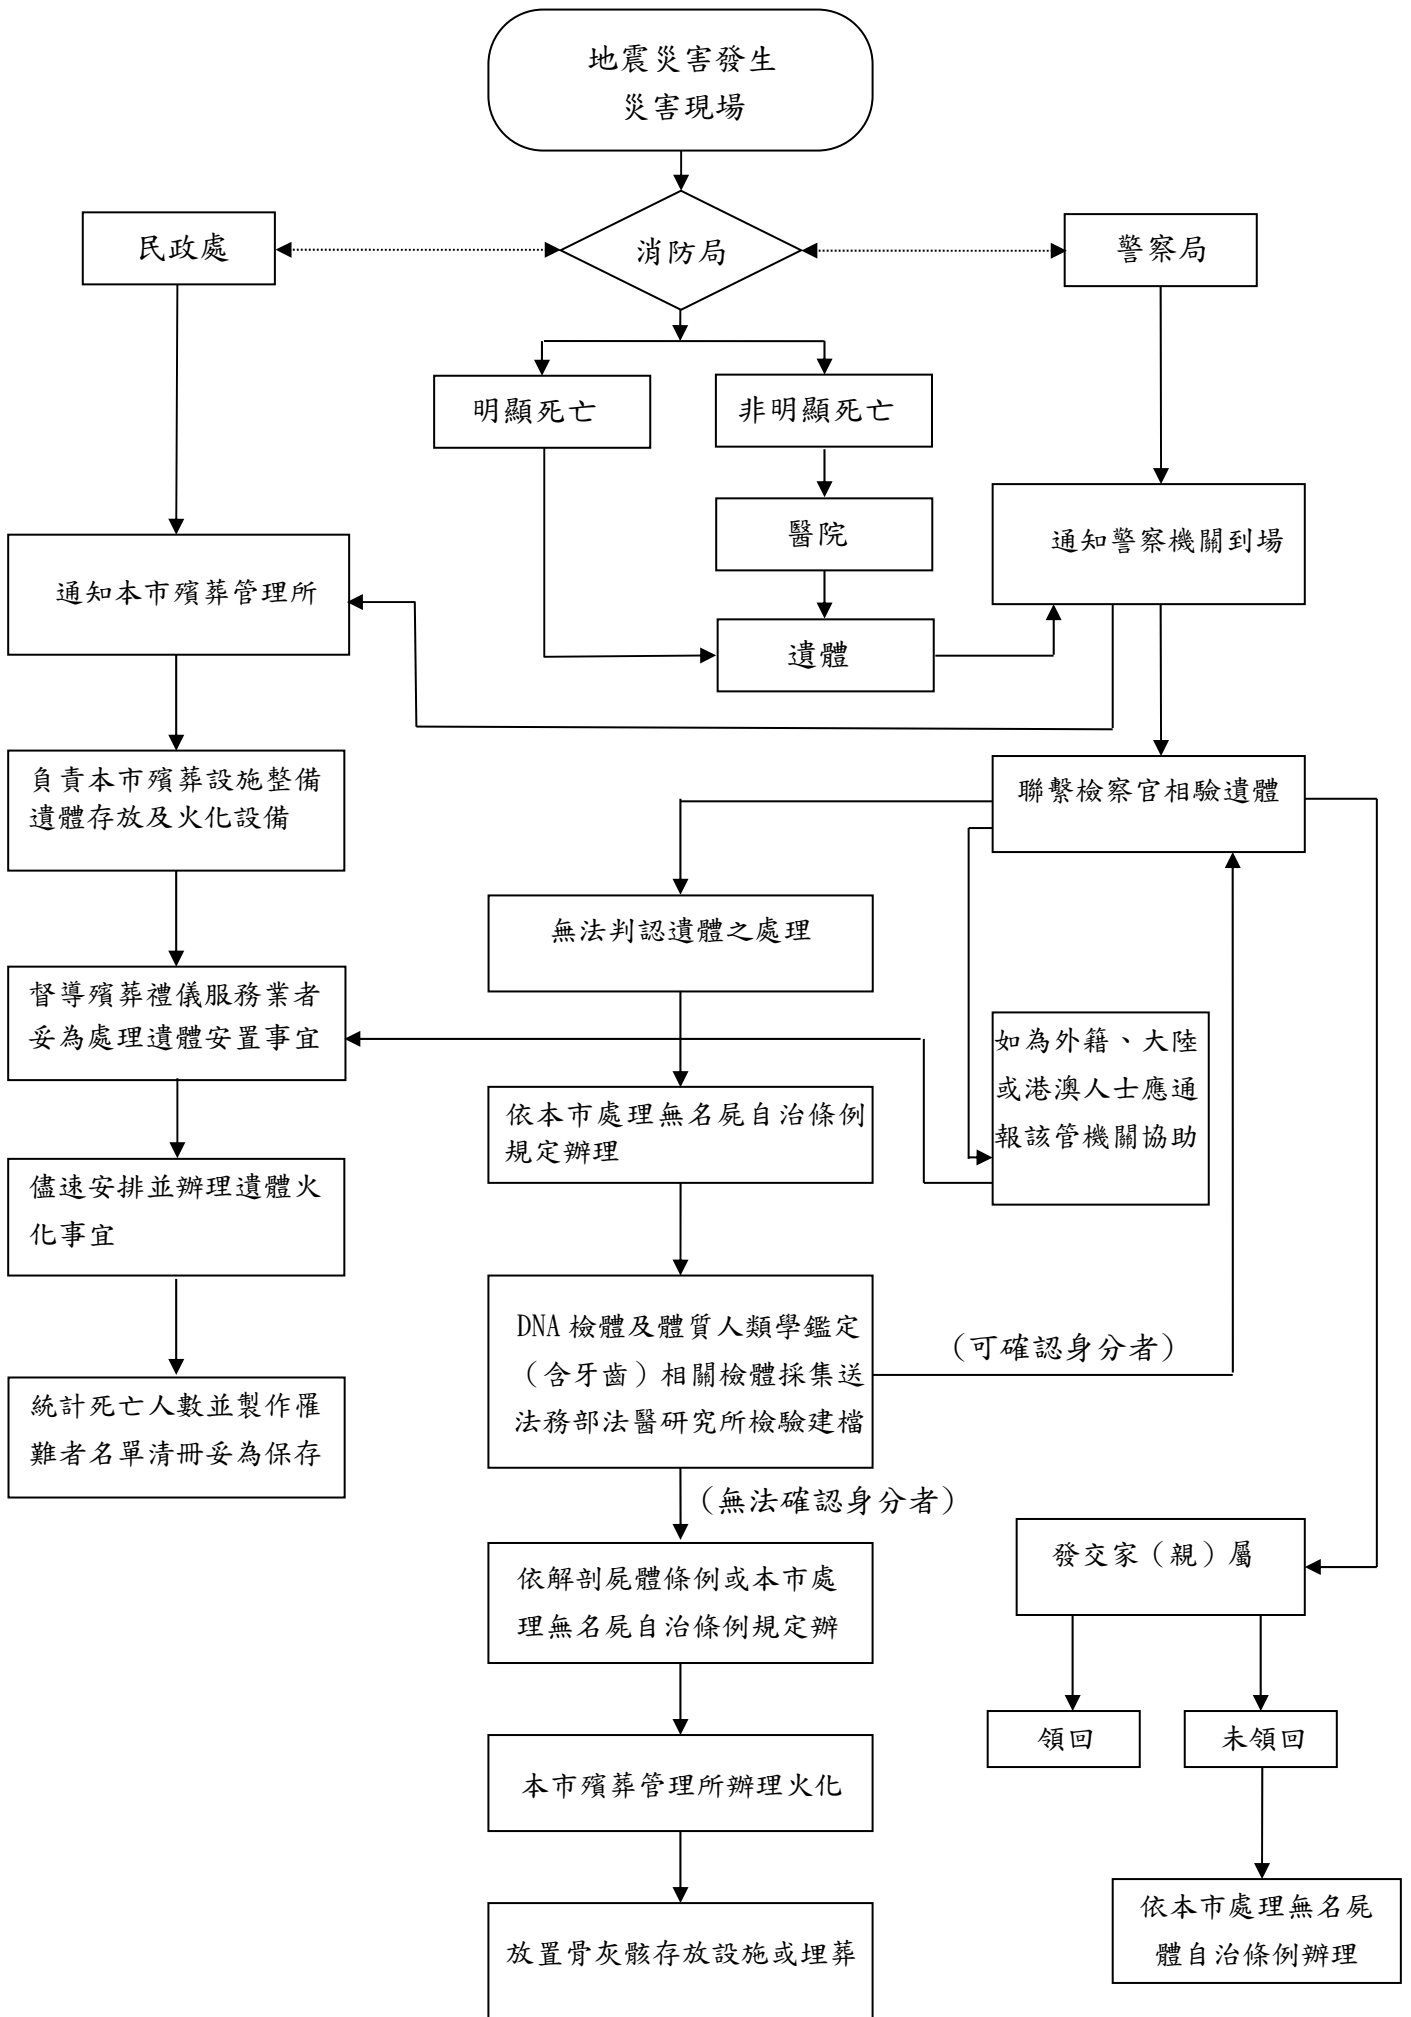 地震災害發生
災害現場
民政處
消防局
警察局
明顯死亡
非明顯死亡
醫院
通知警察機關到場
通知本市殯葬管理所
遺體
負責本市殯葬設施整備
遺體存放及火化設備
聯繫檢察官相驗遺體
無法判認遺體之處理
督導殯葬禮儀服務業者
妥為處理遺體安置事宜
如為外籍、大陸
或港澳人士應通
報該管機關協助
依本市處理無名屍自治條例
規定辦理
儘速安排並辦理遺體火
化事宜
DNA 檢體及體質人類學鑑定
（含牙齒）相關檢體採集送
法務部法醫研究所檢驗建檔
（可確認身分者）
統計死亡人數並製作罹
難者名單清冊妥為保存
（無法確認身分者）
發交家（親）屬
依解剖屍體條例或本市處
理無名屍自治條例規定辦
領回
未領回
本市殯葬管理所辦理火化
依本市處理無名屍
體自治條例辦理
放置骨灰骸存放設施或埋葬